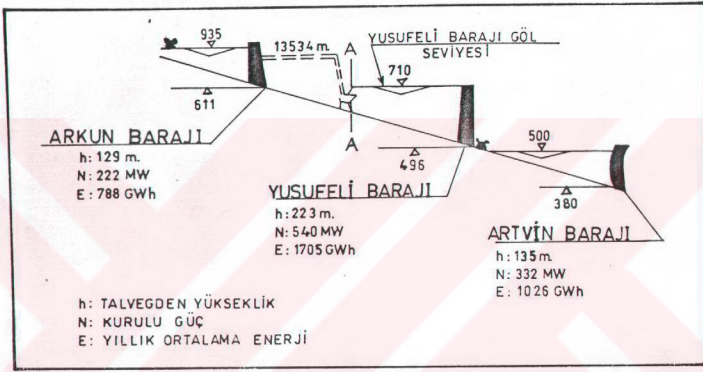 935
13534 m.
A
YUSUFELİ BARAJI GÖL
SEVİYESİ
710
611
A
500
496
380
ARKUN BARAJI
h: 129 m.
N: 222 MW
E: 788 GWh
YUSUFELİ BARAJI
h: 223 m.
N: 540 MW
E: 1705 GWh
ARTVİN BARAJI
h: 135 m.
N: 332 MW
E: 1026 GWh
h: TALVEGDEN YÜKSEKLİK
N: KURULU GÜÇ
E: YILLIK ORTALAMA ENERJİ